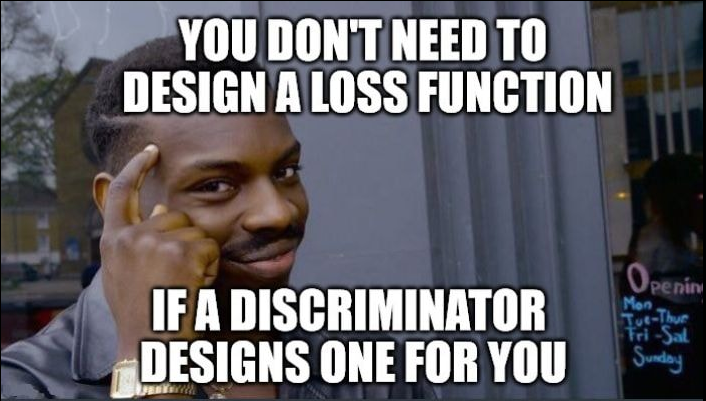 YOU DON'T NEED TO
DESIGN A LOSS FUNCTION
IF A DISCRIMINATOR
DESIGNS ONE FOR YOU
Openin
Mon
Tue-Thur
Fri-Sat
Sunday